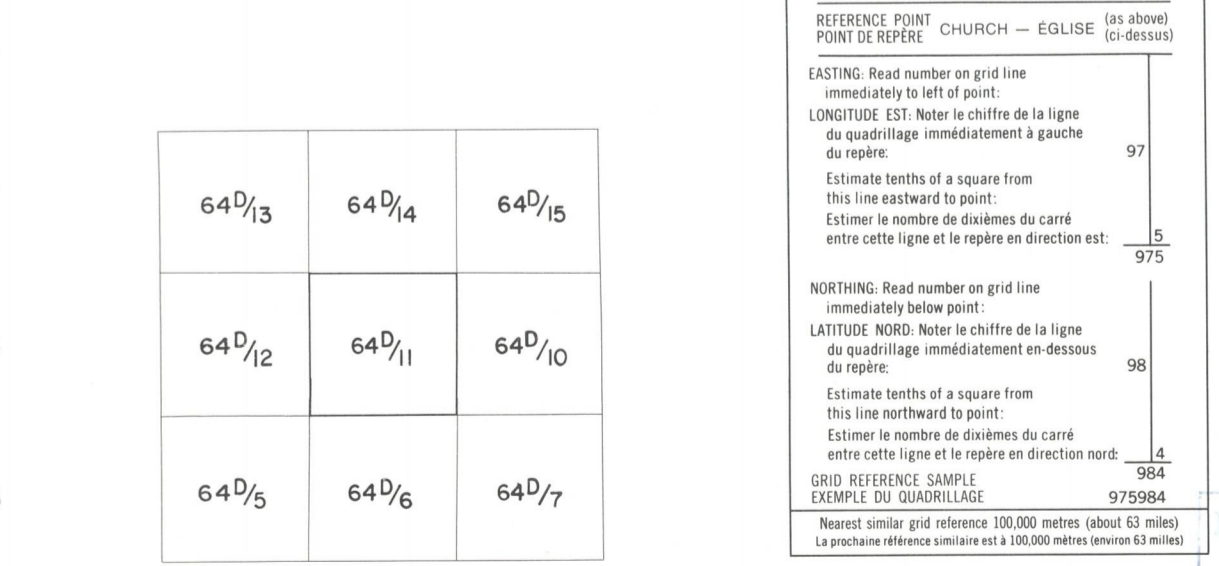 64D/13 64D/14 64D/15
64D/12 64D/11 64D/10
64D/5 64D/6 64D/7
REFERENCE POINT
POINT DE REPÈRE
CHURCH — ÉGLISE
(as above)
(ci-dessus)
EASTING: Read number on grid line
immediately to left of point:
LONGITUDE EST: Noter le chiffre de la ligne
du quadrillage immédiatement à gauche
du repère: 97
Estimate tenths of a square from
this line eastward to point:
Estimer le nombre de dixièmes du carré
entre cette ligne et le repère en direction est: 5
975
NORTHING: Read number on grid line
immediately below point:
LATITUDE NORD: Noter le chiffre de la ligne
du quadrillage immédiatement en-dessous
du repère: 98
Estimate tenths of a square from
this line northward to point:
Estimer le nombre de dixièmes du carré
entre cette ligne et le repère en direction nord: 4
984
GRID REFERENCE SAMPLE
EXEMPLE DU QUADRILLAGE 975984
Nearest similar grid reference 100,000 metres (about 63 miles)
La prochaine référence similaire est à 100,000 mètres (environ 63 milles)